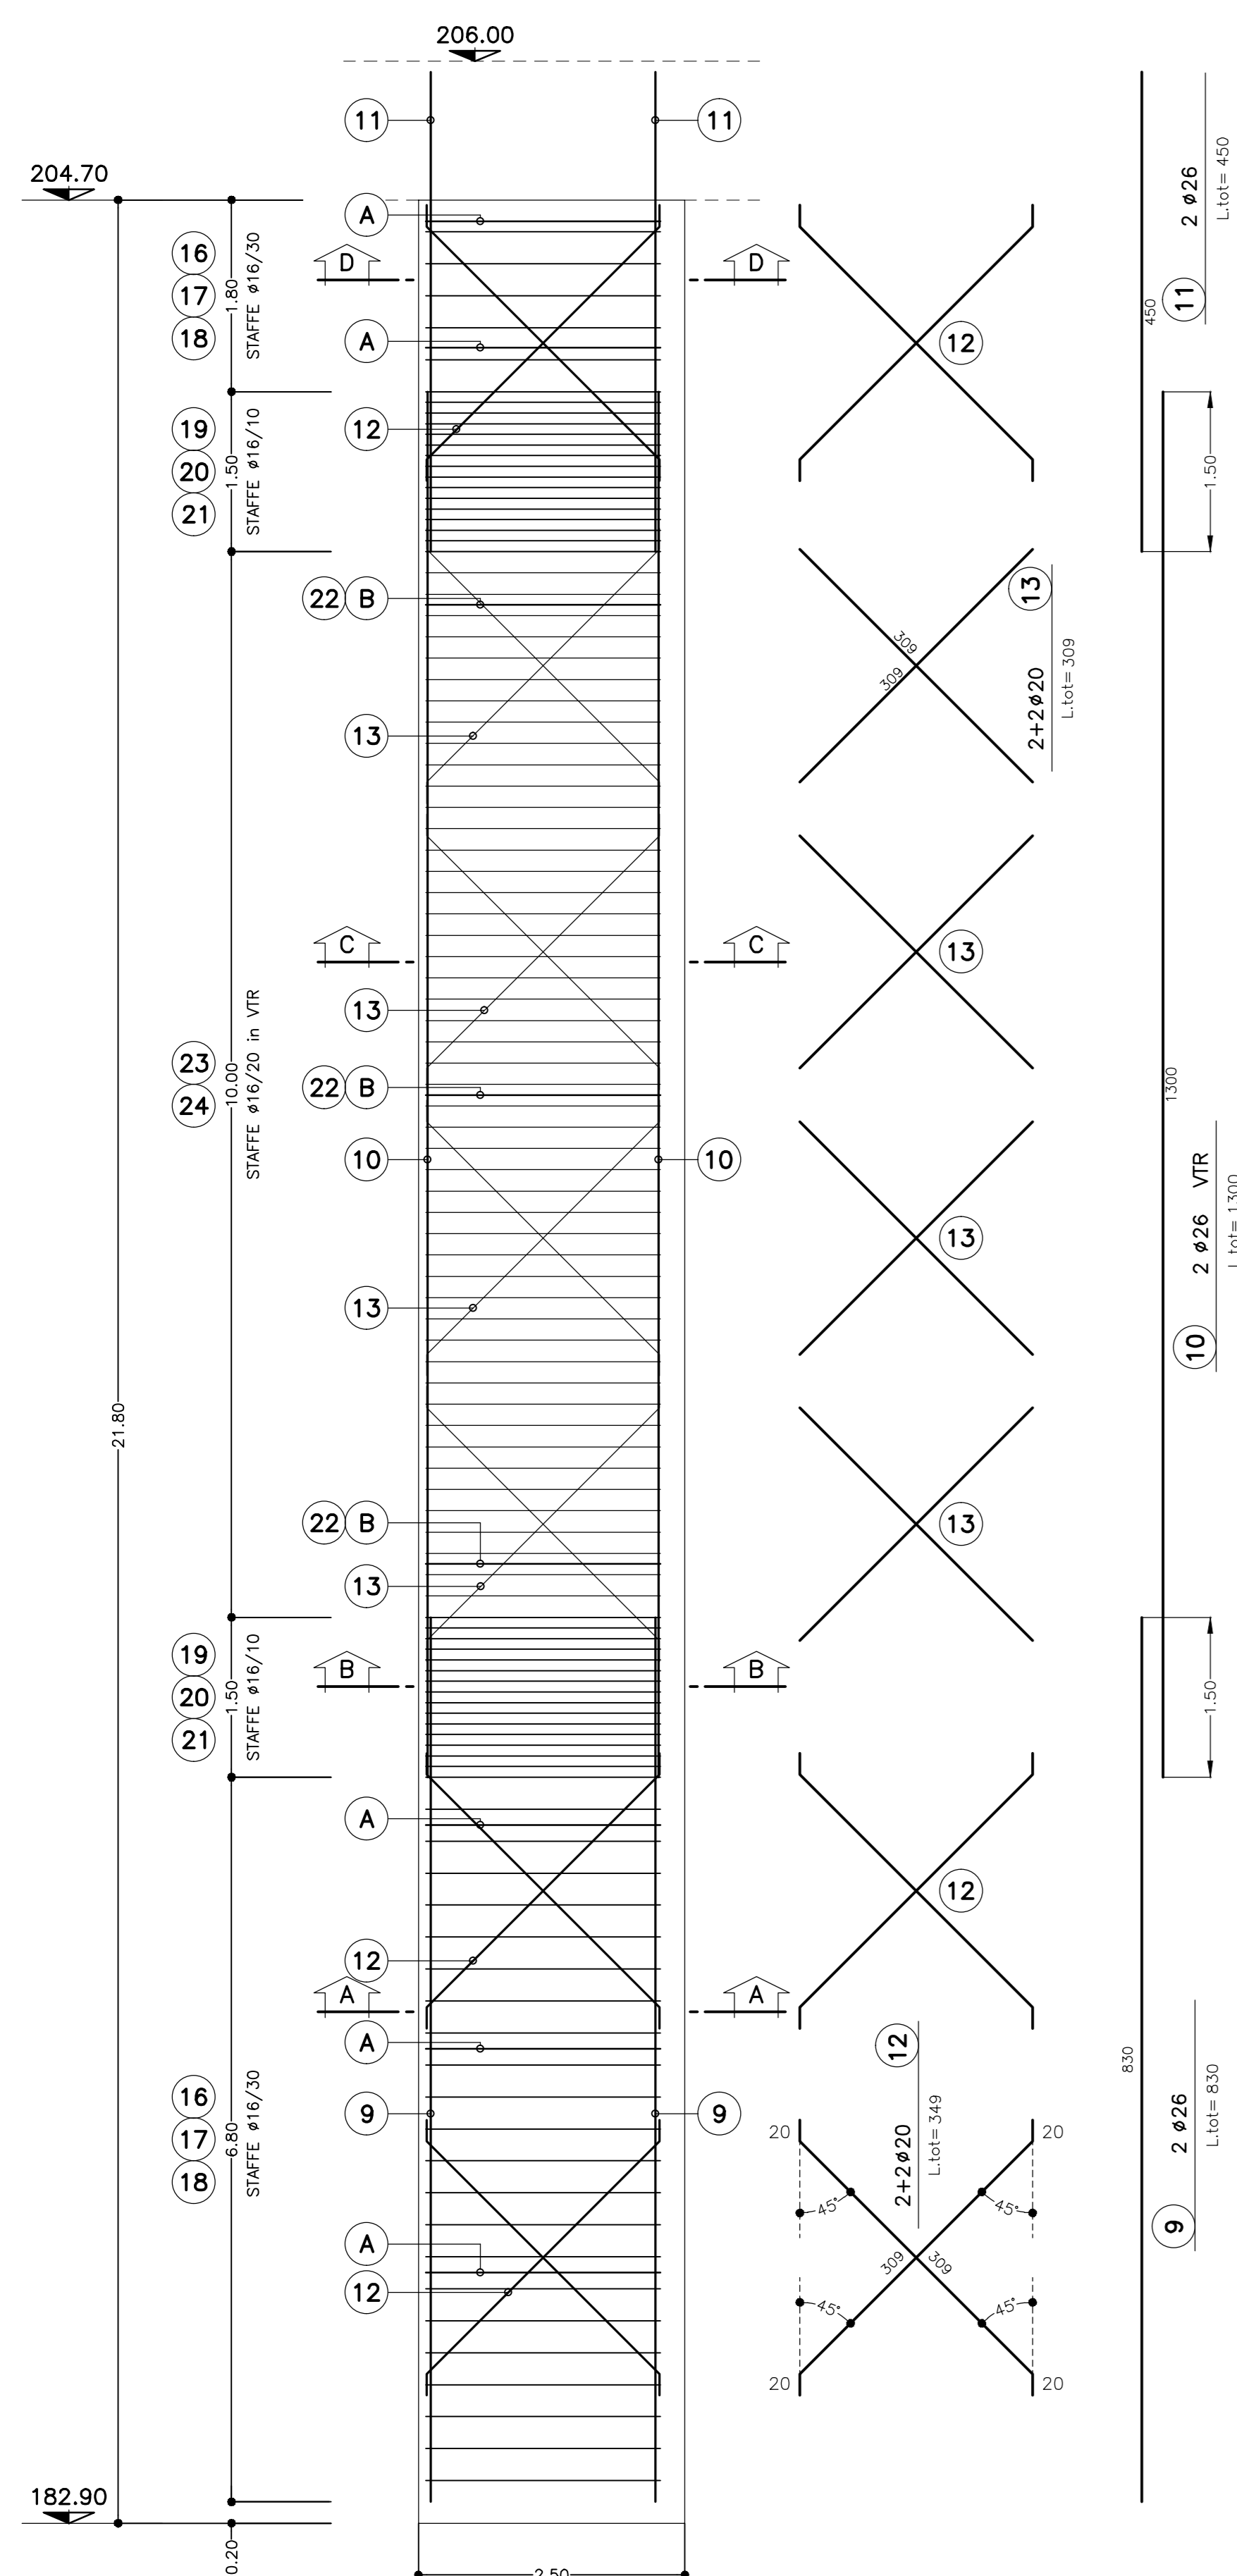 206.00
11
11
204.70
A
D
D
16
17
18
1.80
STAFFE ø16/30
A
12
12
2 ø26
L.tot= 450
11
450
19
20
21
1.50
STAFFE ø16/10
12
1.50
22 B
13
309
309
2+2ø20
L.tot= 309
13
C
C
13
13
23
24
10.00
STAFFE ø16/20 in VTR
22 B
1300
10
10
2 ø26 VTR
L.tot= 1300
10
13
13
21.80
22 B
13
13
19
20
21
1.50
STAFFE ø16/10
B
B
1.50
A
12
12
A
A
A
12
2+2ø20
L.tot= 349
830
2 ø26
L.tot= 830
9
16
17
18
6.80
STAFFE ø16/30
9
9
20
20
45°
45°
309
309
A
12
45°
45°
20
20
182.90
0.20
2.50